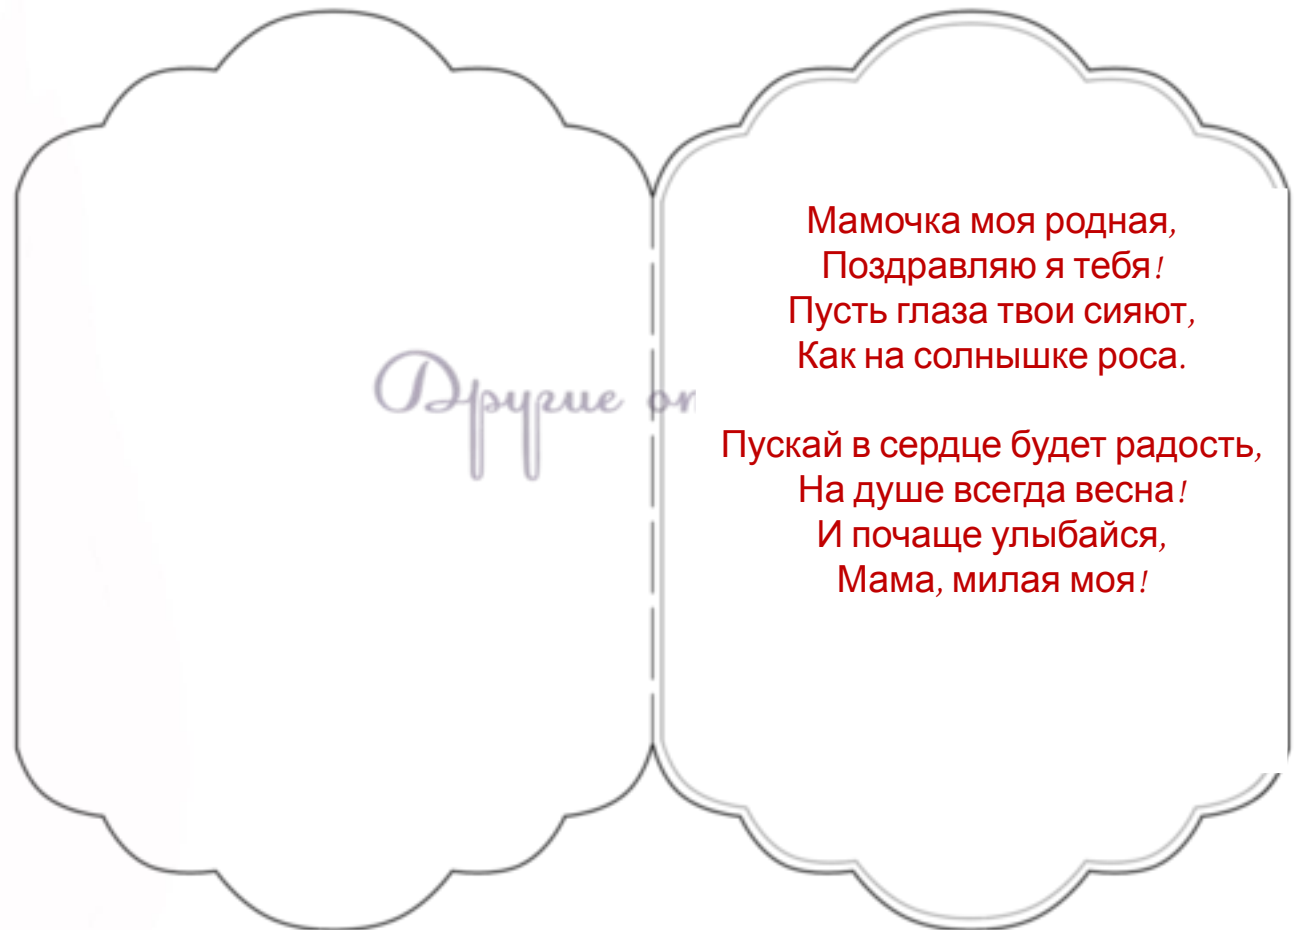 Мамочка моя родная,
Поздравляю я тебя!
Пусть глаза твои сияют,
Как на солнышке роса.
Другие
Пускай в сердце будет радость,
На душе всегда весна!
И почаще улыбайся,
Мама, милая моя!